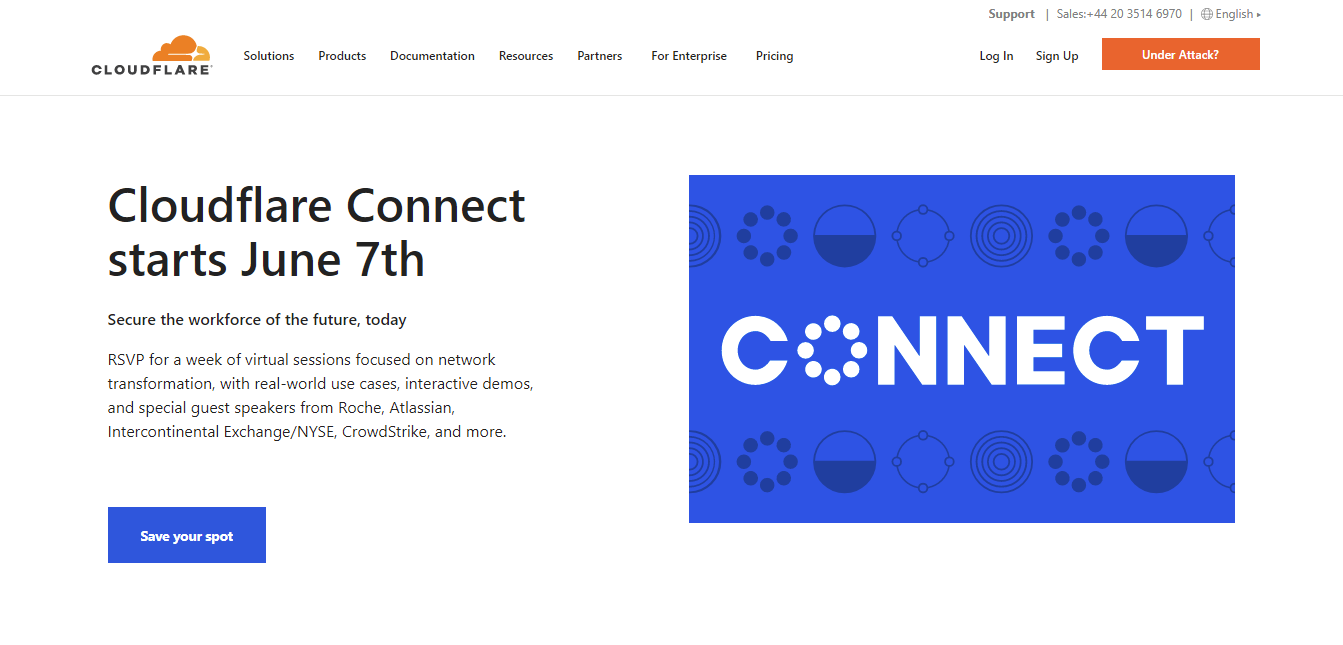 Support | Sales:+44 20 3514 6970 | English ▸
CLOUDFLARE
Solutions Products Documentation Resources Partners For Enterprise Pricing Log In Sign Up Under Attack?
Cloudflare Connect
starts June 7th
Secure the workforce of the future, today
RSVP for a week of virtual sessions focused on network
transformation, with real-world use cases, interactive demos,
and special guest speakers from Roche, Atlassian,
Intercontinental Exchange/NYSE, CrowdStrike, and more.
Save your spot
CONNECT